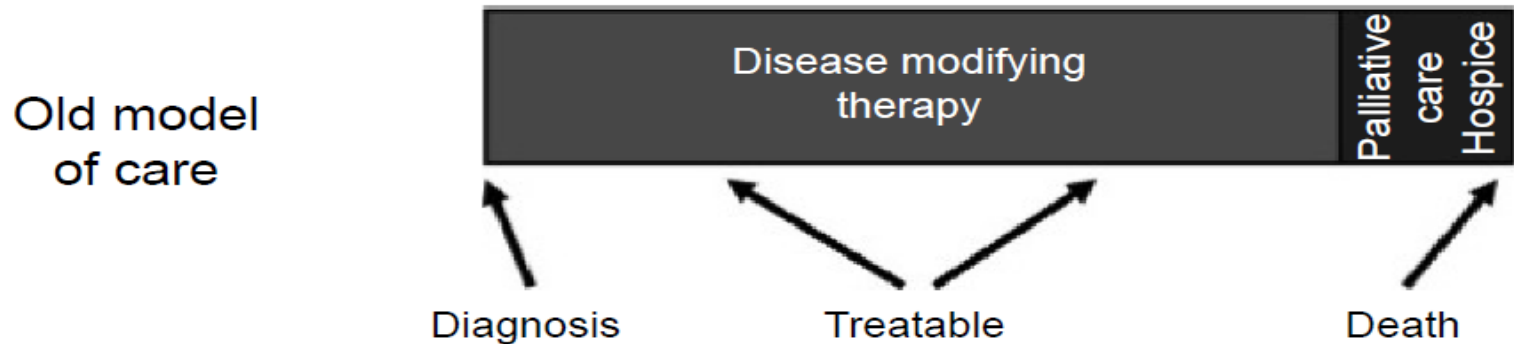 Old model
of care
Disease modifying
therapy
Palliative
care
Hospice
Diagnosis
Treatable
Death